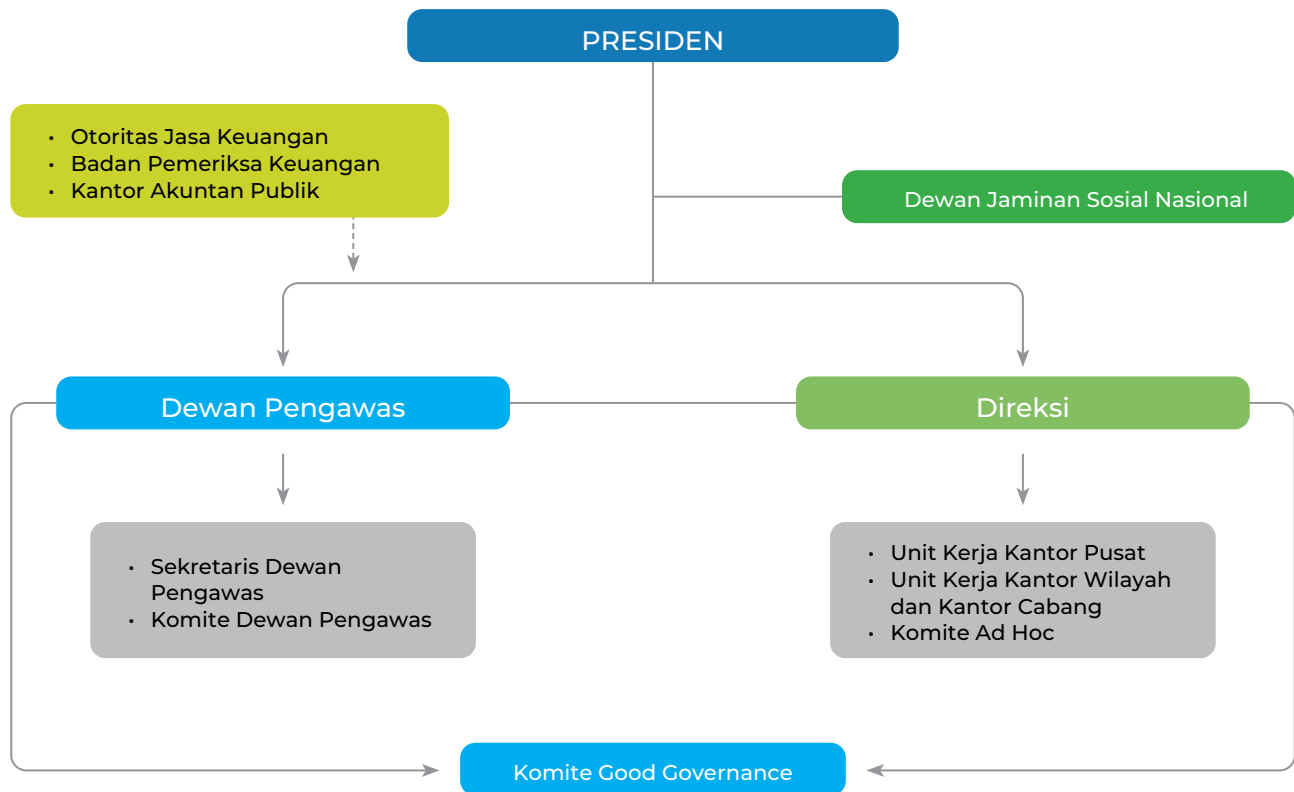 PRESIDEN
• Otoritas Jasa Keuangan
• Badan Pemeriksa Keuangan
• Kantor Akuntan Publik
Dewan Jaminan Sosial Nasional
Dewan Pengawas
Direksi
• Sekretaris Dewan
Pengawas
• Komite Dewan Pengawas
• Unit Kerja Kantor Pusat
• Unit Kerja Kantor Wilayah
dan Kantor Cabang
• Komite Ad Hoc
Komite Good Governance